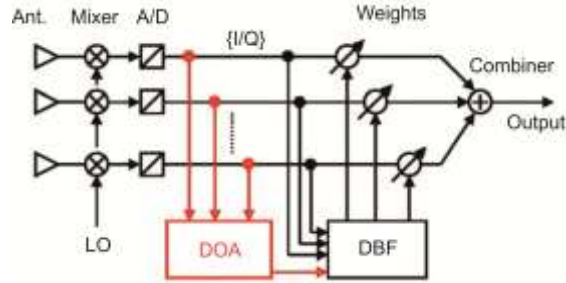 Ant. Mixer A/D Weights
{I/Q}
Combiner
Output
LO
DOA
DBF